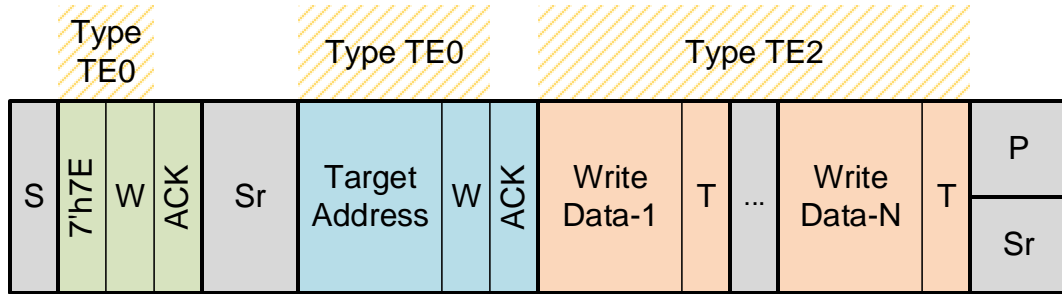 Type
TE0
Type TE0
Type TE2
S
7'h7E
W
ACK
Sr
Target
Address
W
ACK
Write
Data-1
T
...
Write
Data-N
T
P
Sr